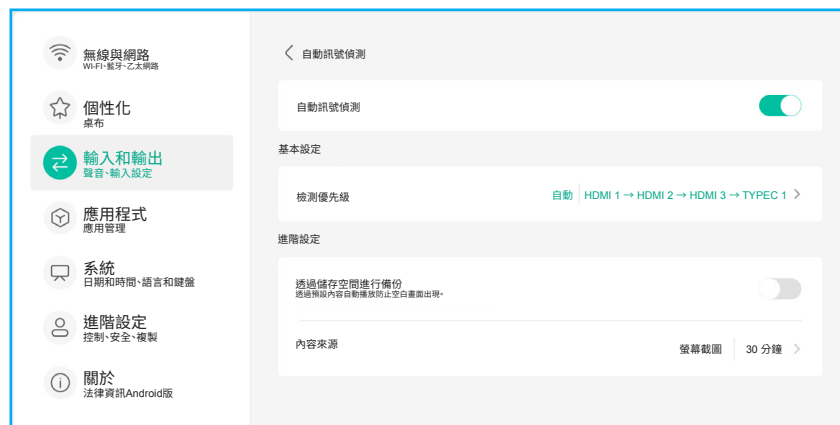 無線與網路
WI-FI、藍牙、乙太網路
個性化
桌布
輸入和輸出
聲音、輸入設定
應用程式
應用管理
系統
日期和時間、語言和鍵盤
進階設定
控制、安全、複製
關於
法律資訊Android版
自動訊號偵測
自動訊號偵測
基本設定
檢測優先級 自動 HDMI 1 → HDMI 2 → HDMI 3 → TYPEC 1
進階設定
透過儲存空間進行備份
透過預設內容自動播放防止空白畫面出現。
內容來源 螢幕截圖 30 分鐘